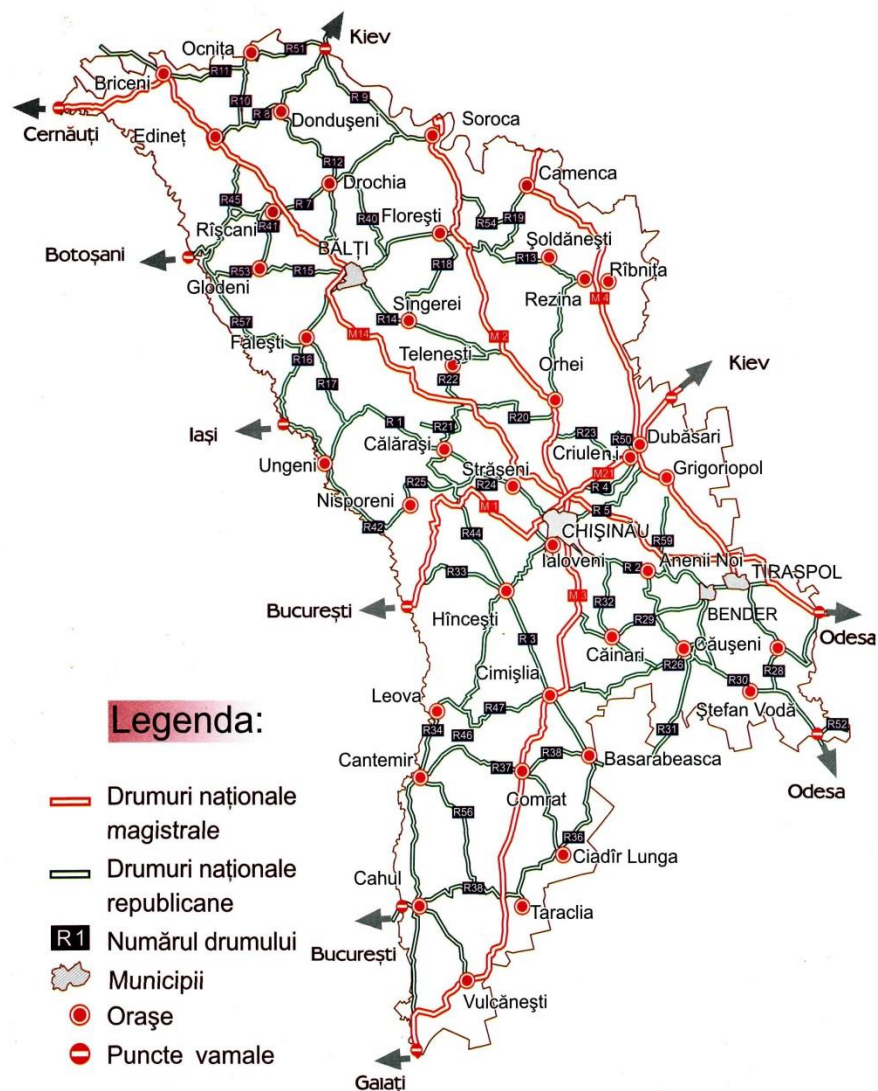 Kiev
Ocnița
R51
Briceni
R11
R10
R 9
R 8
Cernăuți
Edineț
Dondușeni
Soroca
R12
Camenca
Drochia
R45
R 7
R40
Florești
R54
R19
Rîșcani
R41
Șoldănești
Botoșani
BĂLȚI
R18
R13
Rîbnița
R53
R15
Glodeni
Rezina
M 4
Sîngerei
R57
R14
M14
M 2
Fălești
R16
Telenești
Orhei
Kiev
R22
R17
R20
Iași
R 1
R21
R23
R50
Dubăsari
Călărași
Criuleni
Ungeni
Strășeni
M21
Grigoriopol
R25
R24
R 4
Nisporeni
M 1
R 5
R42
CHIȘINĂU
R44
R59
Ialoveni
Anenii Noi
R33
R 2
TIRASPOL
București
M 3
R32
BENDER
Hîncești
R29
Odesa
R 3
Căușeni
Căinari
Cimișlia
R26
R28
Leova
R30
R47
Ștefan Vodă
R34
R46
R31
R52
Cantemir
R37
R38
Basarabeasca
Comrat
Odesa
R56
R36
Ciadîr Lunga
Cahul
R38
Taraclia
București
Vulcănești
Galați
Legenda:
Drumuri naționale
magistrale
Drumuri naționale
republicane
R 1
Numărul drumului
Municipii
Orașe
Puncte vamale